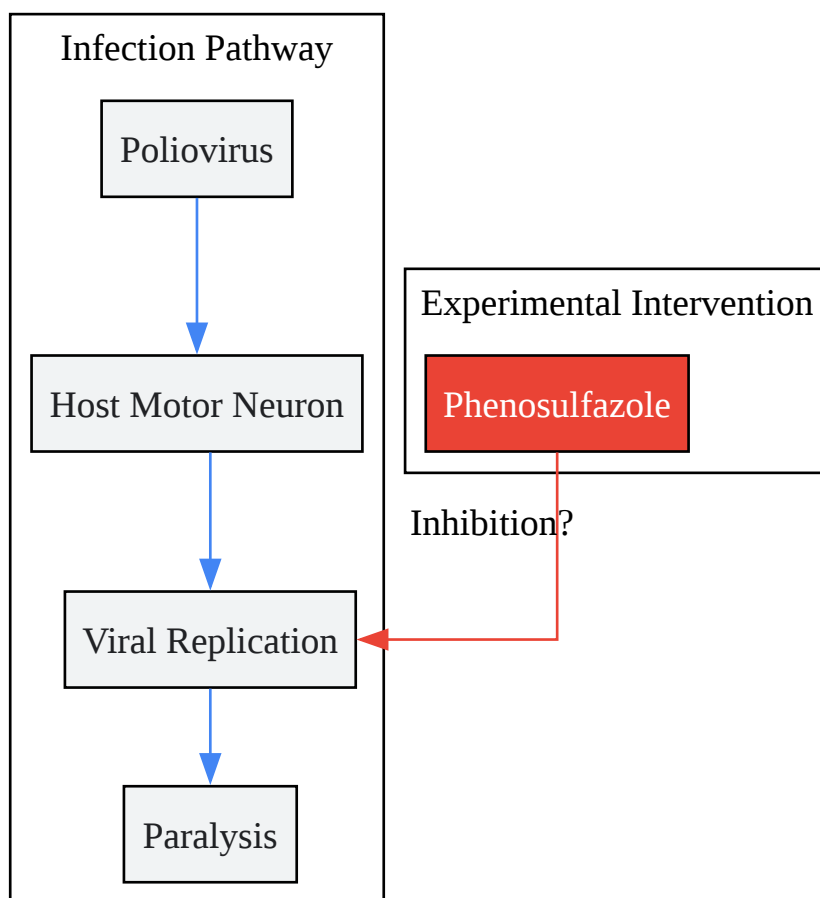 Infection Pathway
Poliovirus
Experimental Intervention
Host Motor Neuron
Phenosulfazole
Inhibition?
Viral Replication
Paralysis